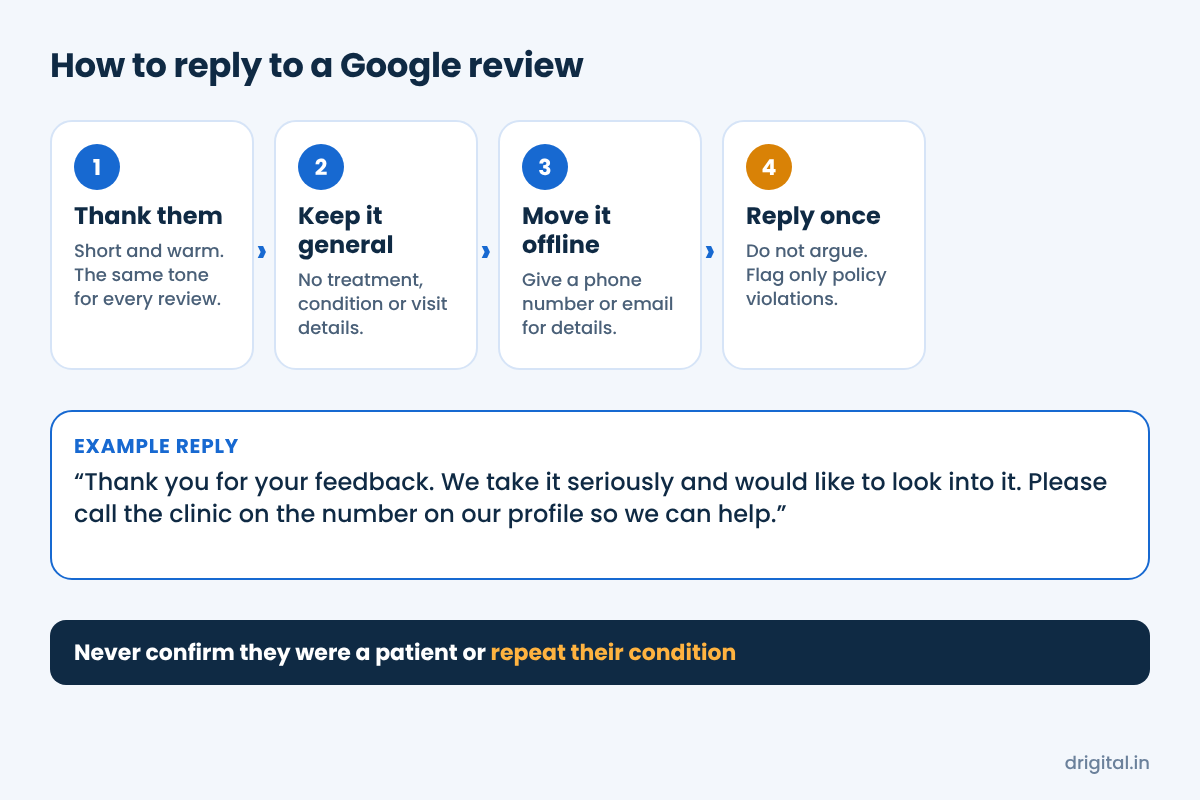 How to reply to a Google review
1
Thank them
Short and warm.
The same tone
for every review.
›
2
Keep it
general
No treatment,
condition or visit
details.
›
3
Move it
offline
Give a phone
number or email
for details.
›
4
Reply once
Do not argue.
Flag only policy
violations.
EXAMPLE REPLY
“Thank you for your feedback. We take it seriously and would like to look into it. Please
call the clinic on the number on our profile so we can help.”
Never confirm they were a patient or repeat their condition
drigital.in